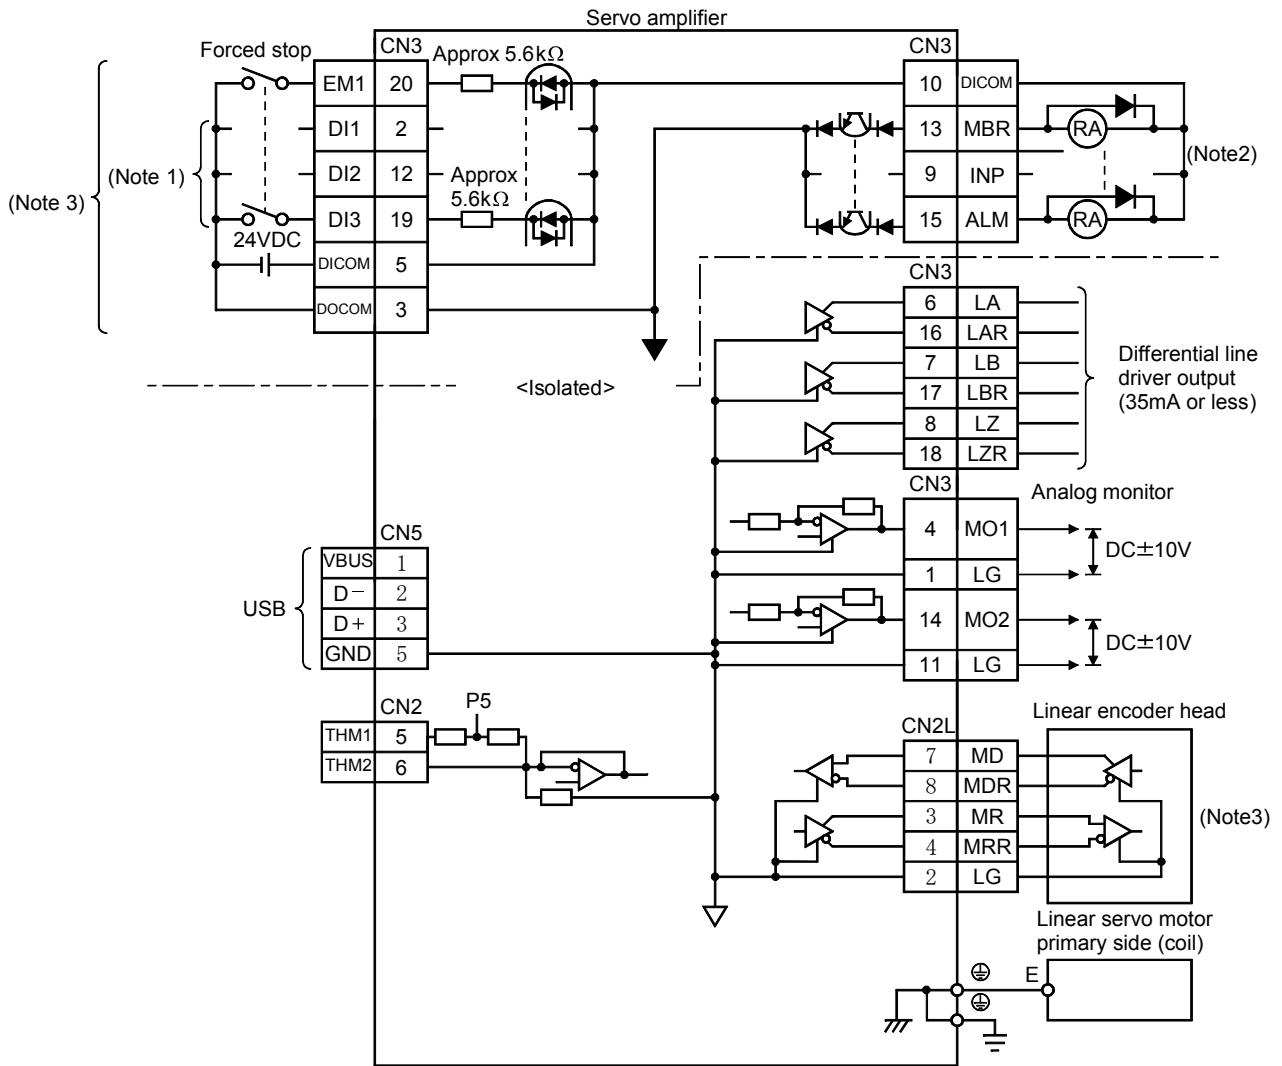 Servo amplifier
Forced stop
CN3
Approx 5.6kΩ
CN3
EM1 20
10 DICOM
DI1 2
13 MBR RA
(Note 1)
DI2 12
Approx
5.6kΩ
9 INP
(Note2)
(Note 3)
DI3 19
15 ALM RA
24VDC
DICOM 5
DOCOM 3
CN3
6 LA
16 LAR
7 LB
17 LBR
8 LZ
18 LZR
Differential line
driver output
(35mA or less)
<Isolated>
CN3
Analog monitor
4 MO1
DC±10V
1 LG
14 MO2
DC±10V
11 LG
CN5
USB
VBUS 1
D− 2
D+ 3
GND 5
CN2
P5
THM1 5
THM2 6
CN2L
Linear encoder head
7 MD
8 MDR
3 MR
(Note3)
4 MRR
2 LG
Linear servo motor
primary side (coil)
E